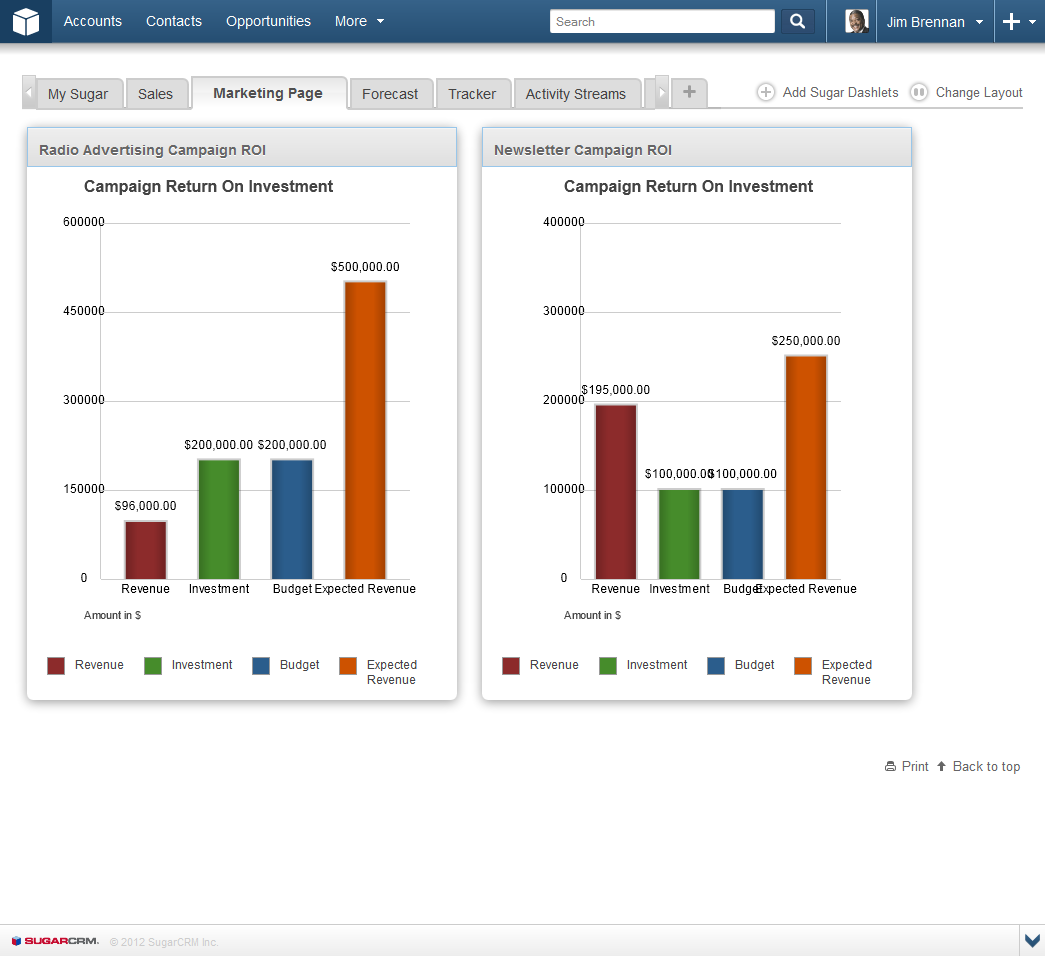 Accounts Contacts Opportunities More Search Jim Brennan
My Sugar Sales Marketing Page Forecast Tracker Activity Streams + Add Sugar Dashlets Change Layout
Radio Advertising Campaign ROI
Campaign Return On Investment
600000
$500,000.00
450000
300000
$200,000.00 $200,000.00
150000
$96,000.00
0
Revenue Investment Budget Expected Revenue
Amount in $
Revenue Investment Budget Expected
Revenue
Newsletter Campaign ROI
Campaign Return On Investment
400000
$250,000.00
300000
$195,000.00
200000
$100,000.00 $100,000.00
100000
0
Revenue Investment Budget Expected Revenue
Amount in $
Revenue Investment Budget Expected
Revenue
Print Back to top
SUGARCRM. © 2012 SugarCRM Inc.